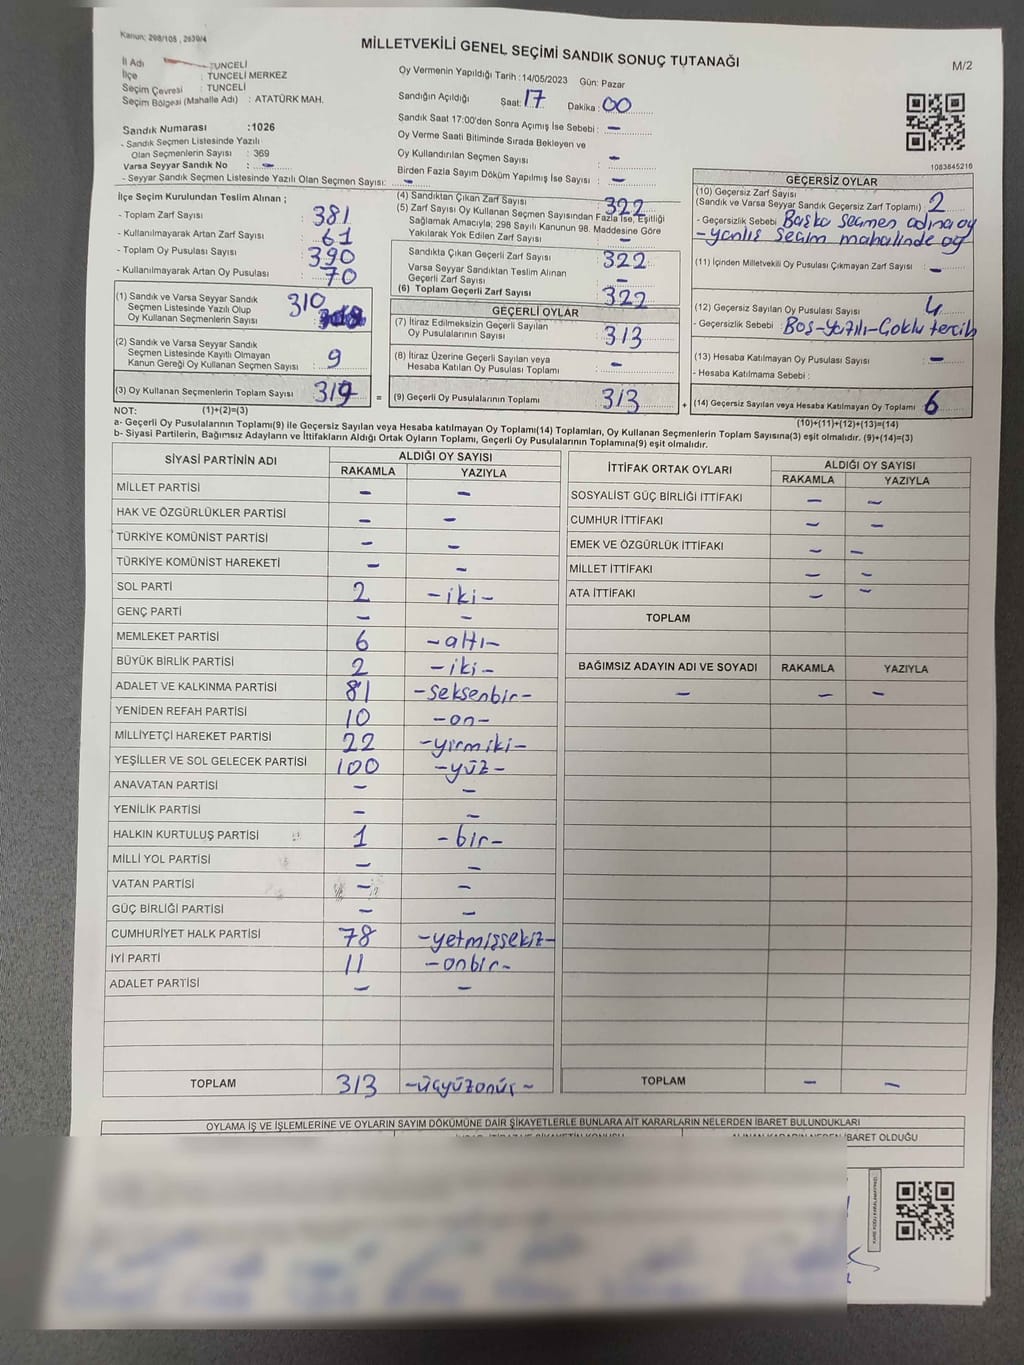 Kanun: 298/105 , 2839/4
MİLLETVEKİLİ GENEL SEÇİMİ SANDIK SONUÇ TUTANAĞI
M/2
İl Adı : TUNCELİ
İlçe : TUNCELİ MERKEZ
Seçim Çevresi : TUNCELİ
Seçim Bölgesi (Mahalle Adı) : ATATÜRK MAH.
Sandık Numarası :1026
- Sandık Seçmen Listesinde Yazılı
Olan Seçmenlerin Sayısı : 369
Varsa Seyyar Sandık No : -
- Seyyar Sandık Seçmen Listesinde Yazılı Olan Seçmen Sayısı: -
Oy Vermenin Yapıldığı Tarih :14/05/2023 Gün: Pazar
Sandığın Açıldığı Saat: 17 Dakika : 00
Sandık Saat 17:00'den Sonra Açımış İse Sebebi : -
Oy Verme Saati Bitiminde Sırada Bekleyen ve
Oy Kullandırılan Seçmen Sayısı : -
Birden Fazla Sayım Döküm Yapılmış İse Sayısı : -
1083845216
İlçe Seçim Kurulundan Teslim Alınan ;
- Toplam Zarf Sayısı : 381
- Kullanılmayarak Artan Zarf Sayısı : 61
- Toplam Oy Pusulası Sayısı : 390
- Kullanılmayarak Artan Oy Pusulası : 70
(1) Sandık ve Varsa Seyyar Sandık
Seçmen Listesinde Yazılı Olup
Oy Kullanan Seçmenlerin Sayısı : 310
(2) Sandık ve Varsa Seyyar Sandık
Seçmen Listesinde Kayıtlı Olmayan
Kanun Gereği Oy Kullanan Seçmen Sayısı : 9
(3) Oy Kullanan Seçmenlerin Toplam Sayısı : 319 =
(4) Sandıktan Çıkan Zarf Sayısı : 322
(5) Zarf Sayısı Oy Kullanan Seçmen Sayısından Fazla İse, Eşitliği
Sağlamak Amacıyla, 298 Sayılı Kanunun 98. Maddesine Göre
Yakılarak Yok Edilen Zarf Sayısı : -
Sandıkta Çıkan Geçerli Zarf Sayısı : 322
Varsa Seyyar Sandıktan Teslim Alınan
Geçerli Zarf Sayısı : -
(6) Toplam Geçerli Zarf Sayısı : 322
GEÇERLİ OYLAR
(7) İtiraz Edilmeksizin Geçerli Sayılan
Oy Pusulalarının Sayısı : 313
(8) İtiraz Üzerine Geçerli Sayılan veya
Hesaba Katılan Oy Pusulası Toplamı : -
(9) Geçerli Oy Pusulalarının Toplamı : 313 +
GEÇERSİZ OYLAR
(10) Geçersiz Zarf Sayısı
(Sandık ve Varsa Seyyar Sandık Geçersiz Zarf Toplamı) : 2
- Geçersizlik Sebebi : Başka seçmen adına oy
-yanlış seçim mahalinde oy
(11) İçinden Milletvekili Oy Pusulası Çıkmayan Zarf Sayısı : -
(12) Geçersiz Sayılan Oy Pusulası Sayısı : 4
- Geçersizlik Sebebi : Boş-Yazılı-Çoklu tercih
(13) Hesaba Katılmayan Oy Pusulası Sayısı : -
- Hesaba Katılmama Sebebi :
(14) Geçersiz Sayılan veya Hesaba Katılmayan Oy Pusulası Toplamı : 6
NOT: (1)+(2)=(3)
(10)+(11)+(12)+(13)=(14)
a- Geçerli Oy Pusulasının Toplamı(9) ile Geçersiz Sayılan veya Hesaba katılmayan Oy Toplamı(14) Toplamları, Oy Kullanan Seçmenlerin Toplam Sayısına(3) eşit olmalıdır.
b- Siyasi Partilerin, Bağımsız Adayların ve İttifakların Aldığı Ortak Oyların Toplamı, Geçerli Oy Pusulalarının Toplamına(9) eşit olmalıdır. (9)+(14)=(3)
SİYASİ PARTİNİN ADI ALDIĞI OY SAYISI
RAKAMLA YAZIYLA
MİLLET PARTİSİ - -
HAK VE ÖZGÜRLÜKLER PARTİSİ - -
TÜRKİYE KOMÜNİST PARTİSİ - -
TÜRKİYE KOMÜNİST HAREKETİ - -
SOL PARTİ 2 -iki-
GENÇ PARTİ - -
MEMLEKET PARTİSİ 6 -altı-
BÜYÜK BİRLİK PARTİSİ 2 -iki-
ADALET VE KALKINMA PARTİSİ 81 -seksenbir-
YENİDEN REFAH PARTİSİ 10 -on-
MİLLİYETÇİ HAREKET PARTİSİ 22 -yirmiki-
YEŞİLLER VE SOL GELECEK PARTİSİ 100 -yüz-
ANAVATAN PARTİSİ - -
YENİLİK PARTİSİ - -
HALKIN KURTULUŞ PARTİSİ 1 -bir-
MİLLİ YOL PARTİSİ - -
VATAN PARTİSİ - -
GÜÇ BİRLİĞİ PARTİSİ - -
CUMHURİYET HALK PARTİSİ 78 -yetmişsekiz-
İYİ PARTİ 11 -onbir-
ADALET PARTİSİ - -
TOPLAM 313 -üçyüzonüç-
İTTİFAK ORTAK OYLARI ALDIĞI OY SAYISI
RAKAMLA YAZIYLA
SOSYALİST GÜÇ BİRLİĞİ İTTİFAKI - -
CUMHUR İTTİFAKI - -
EMEK VE ÖZGÜRLÜK İTTİFAKI - -
MİLLET İTTİFAKI - -
ATA İTTİFAKI - -
TOPLAM
BAĞIMSIZ ADAYIN ADI VE SOYADI RAKAMLA YAZIYLA
- - -
TOPLAM - -
OYLAMA İŞ VE İŞLEMLERİNE VE OYLARIN SAYIM DÖKÜMÜNE DAİR ŞİKAYETLERLE BUNLARA AİT KARARLARIN NELERDEN İBARET BULUNDUKLARI
İBARET OLDUĞU